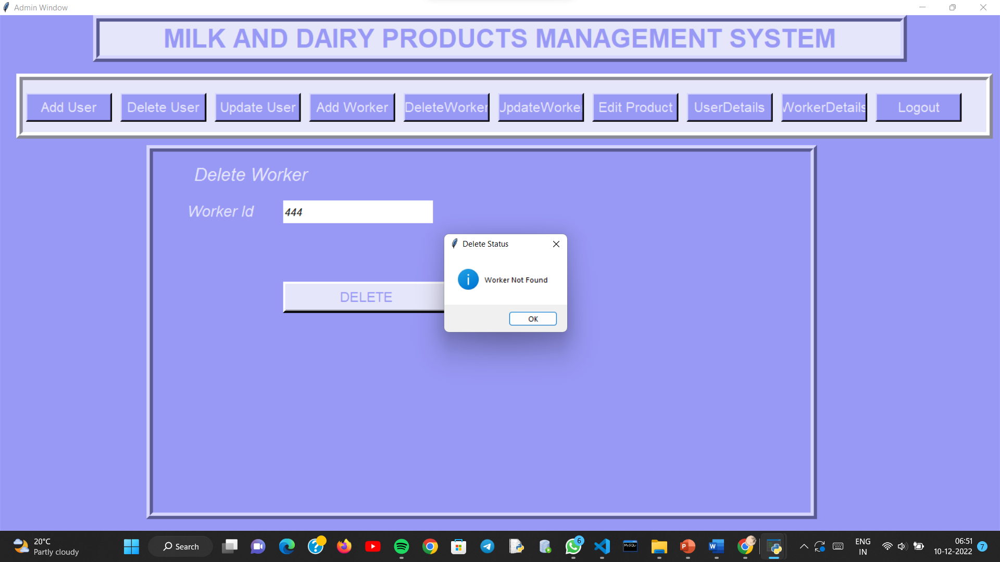 Admin Window
MILK AND DAIRY PRODUCTS MANAGEMENT SYSTEM
Add User Delete User Update User Add Worker DeleteWorker UpdateWorke Edit Product UserDetails WorkerDetails Logout
Delete Worker
Worker Id 444
Delete Status
i Worker Not Found
DELETE
OK
20°C
Partly cloudy
Search
6
MySQL
P
W
ENG
IN
06:51
10-12-2022
7